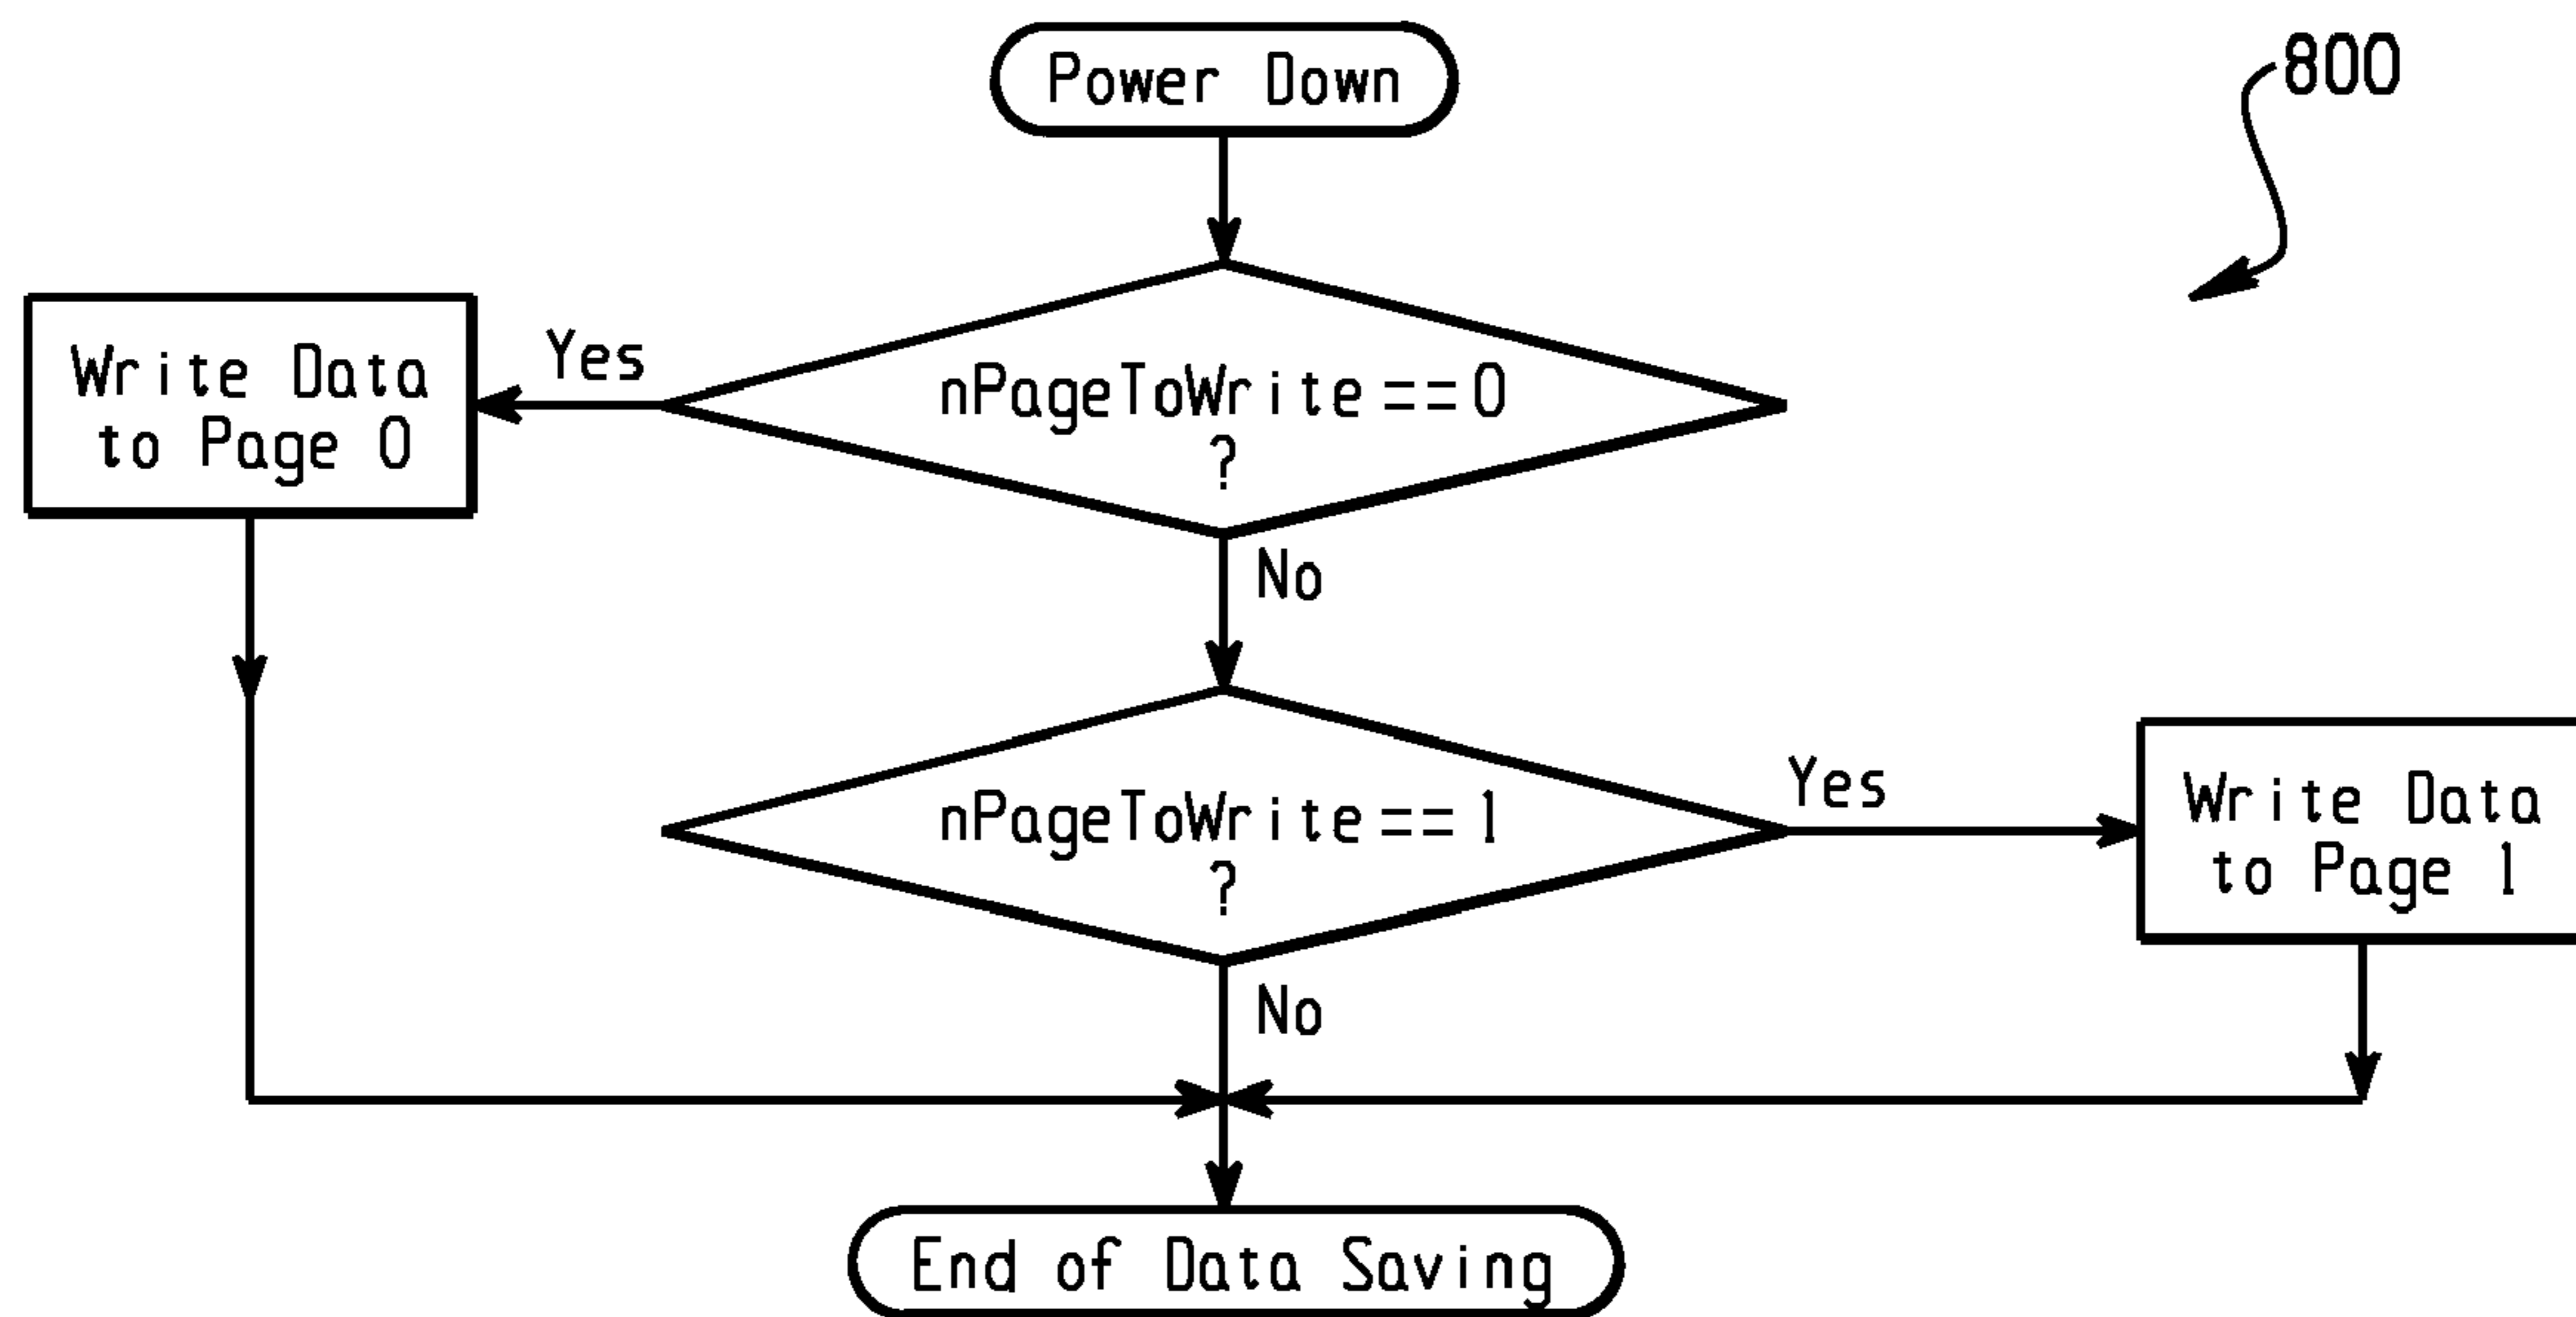 Power Down
800
Write Data
to Page 0
Yes
nPageToWrite==0
?
No
nPageToWrite==1
?
Yes
Write Data
to Page 1
No
End of Data Saving